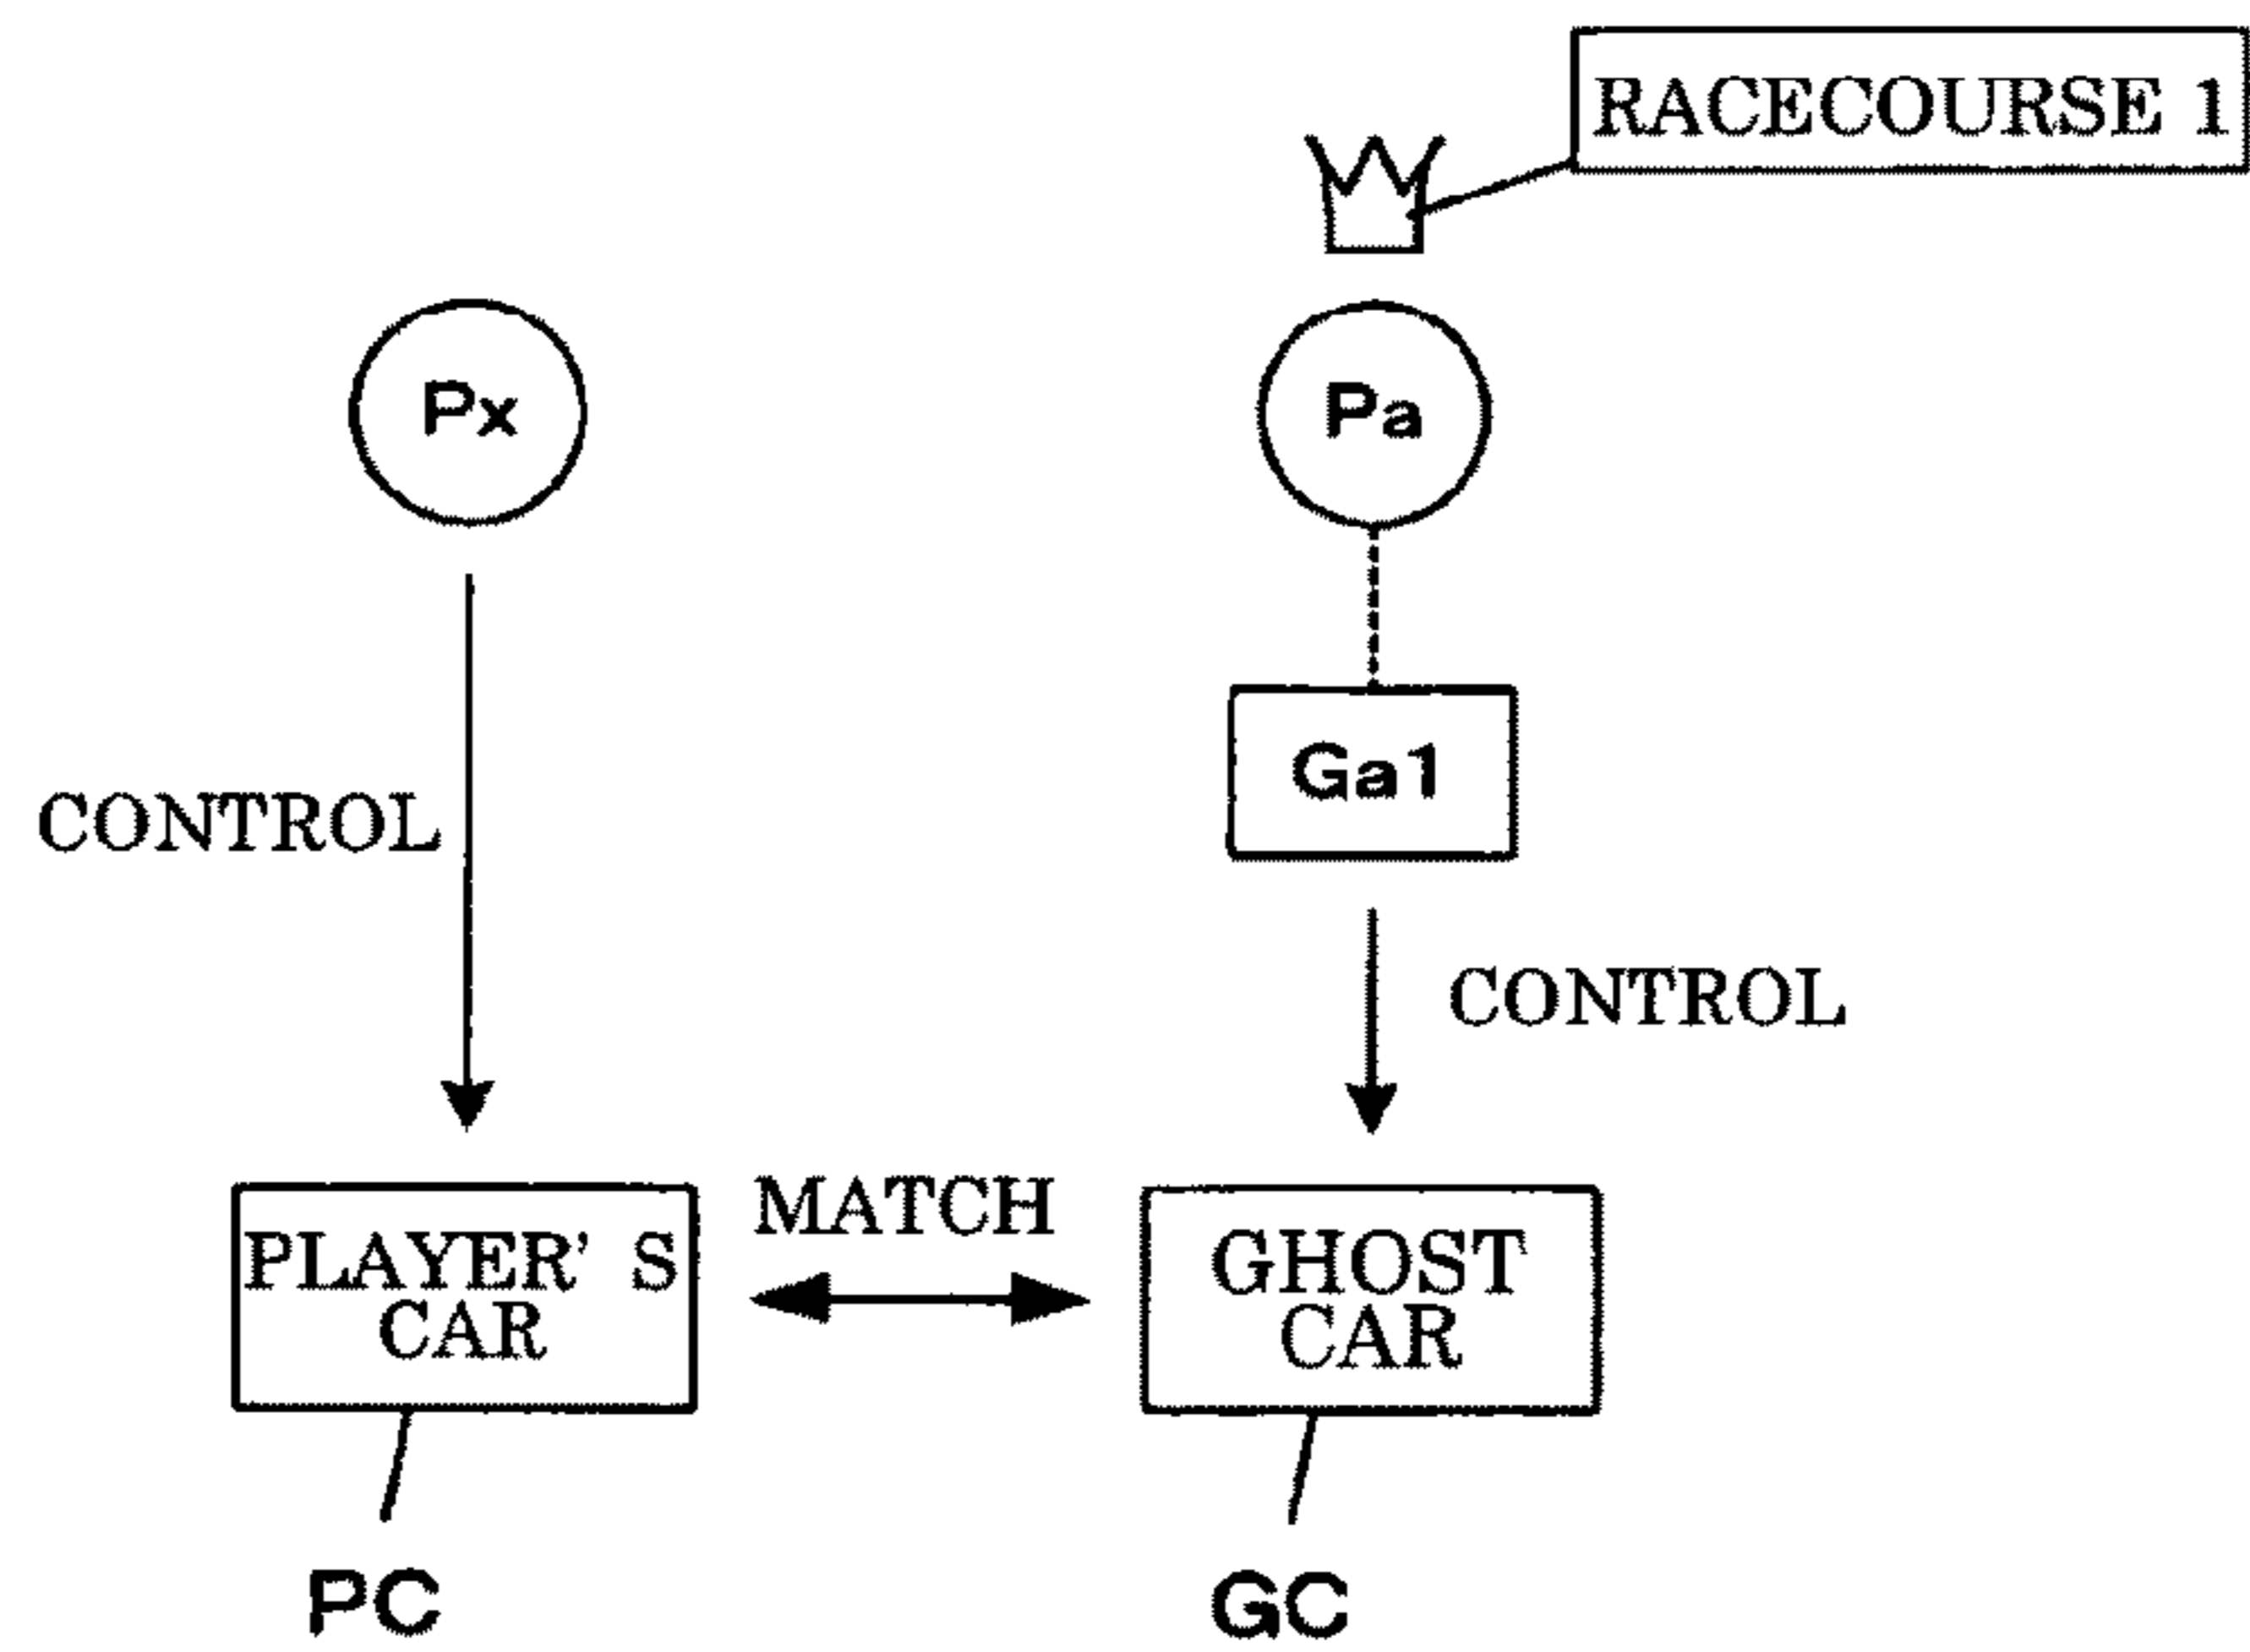 RACECOURSE 1
Px
Pa
Ga1
CONTROL
CONTROL
MATCH
PLAYER' S
CAR
GHOST
CAR
PC
GC